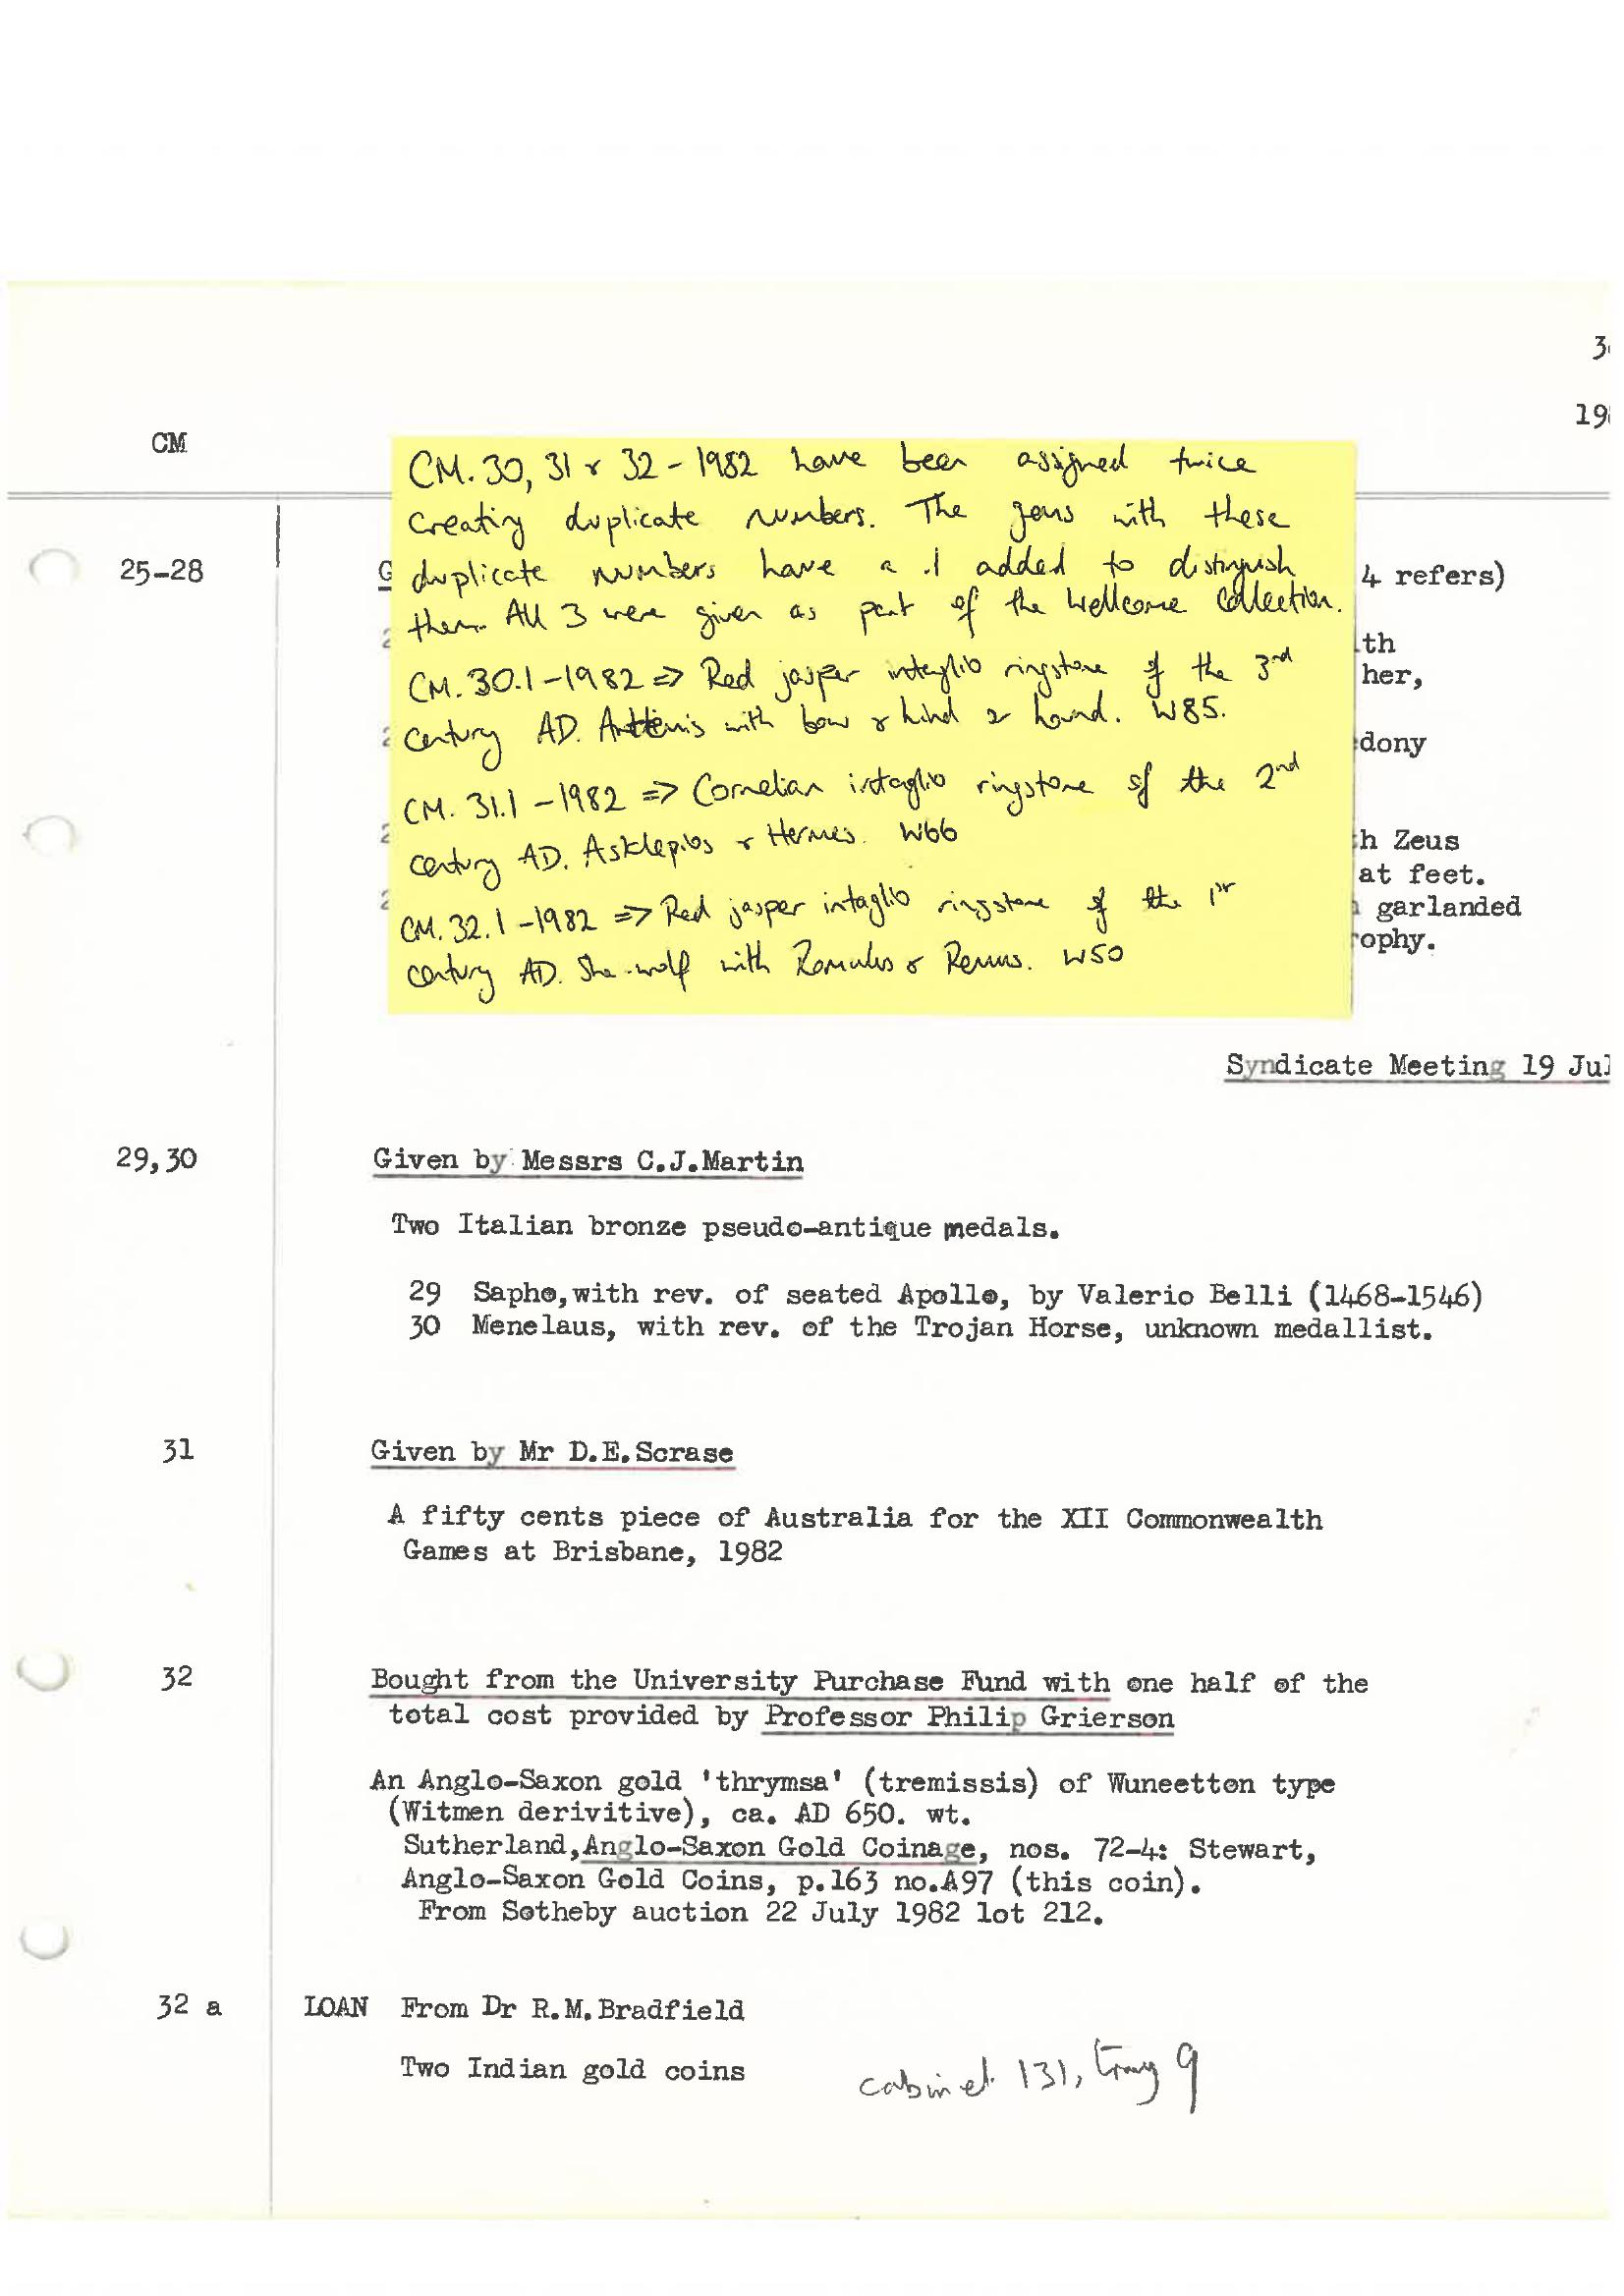 CM
CM. 30, 31 & 32 - 1982 have been assigned twice
creating duplicate numbers. The gems with these
duplicate numbers have a .1 added to distinguish
them. All 3 were given as part of the Wellcome Collection.
CM. 30.1-1982 => Red jasper intaglio ringstone of the 3rd
century AD. Artemis with bow & hind & hound. W85.
CM. 31.1 - 1982 => Cornelian intaglio ringstone of the 2nd
century AD. Asklepios & Hermes. W66
CM. 32.1 - 1982 => Red jasper intaglio ringstone of the 1st
century AD. She-wolf with Romulus & Remus. W50
25-28
4 refers)
her,
h Zeus
at feet.
garlanded
Syndicate Meeting 19 Jul
29,30
Given by Messrs C.J.Martin
Two Italian bronze pseudo-antique medals.
29 Sapho,with rev. of seated Apollo, by Valerio Belli (1468-1546)
30 Menelaus, with rev. of the Trojan Horse, unknown medallist.
31
Given by Mr D.E.Scrase
A fifty cents piece of Australia for the XII Commonwealth
Games at Brisbane, 1982
32
Bought from the University Purchase Fund with one half of the
total cost provided by Professor Philip Grierson
An Anglo-Saxon gold 'thrymsa' (tremissis) of Wuneetton type
(Witmen derivitive), ca. AD 650. wt.
Sutherland,Anglo-Saxon Gold Coinage, nos. 72-4: Stewart,
Anglo-Saxon Gold Coins, p.163 no.A97 (this coin).
From Sotheby auction 22 July 1982 lot 212.
32 a LOAN From Dr R.M.Bradfield
Two Indian gold coins cabinet 131, tray 9